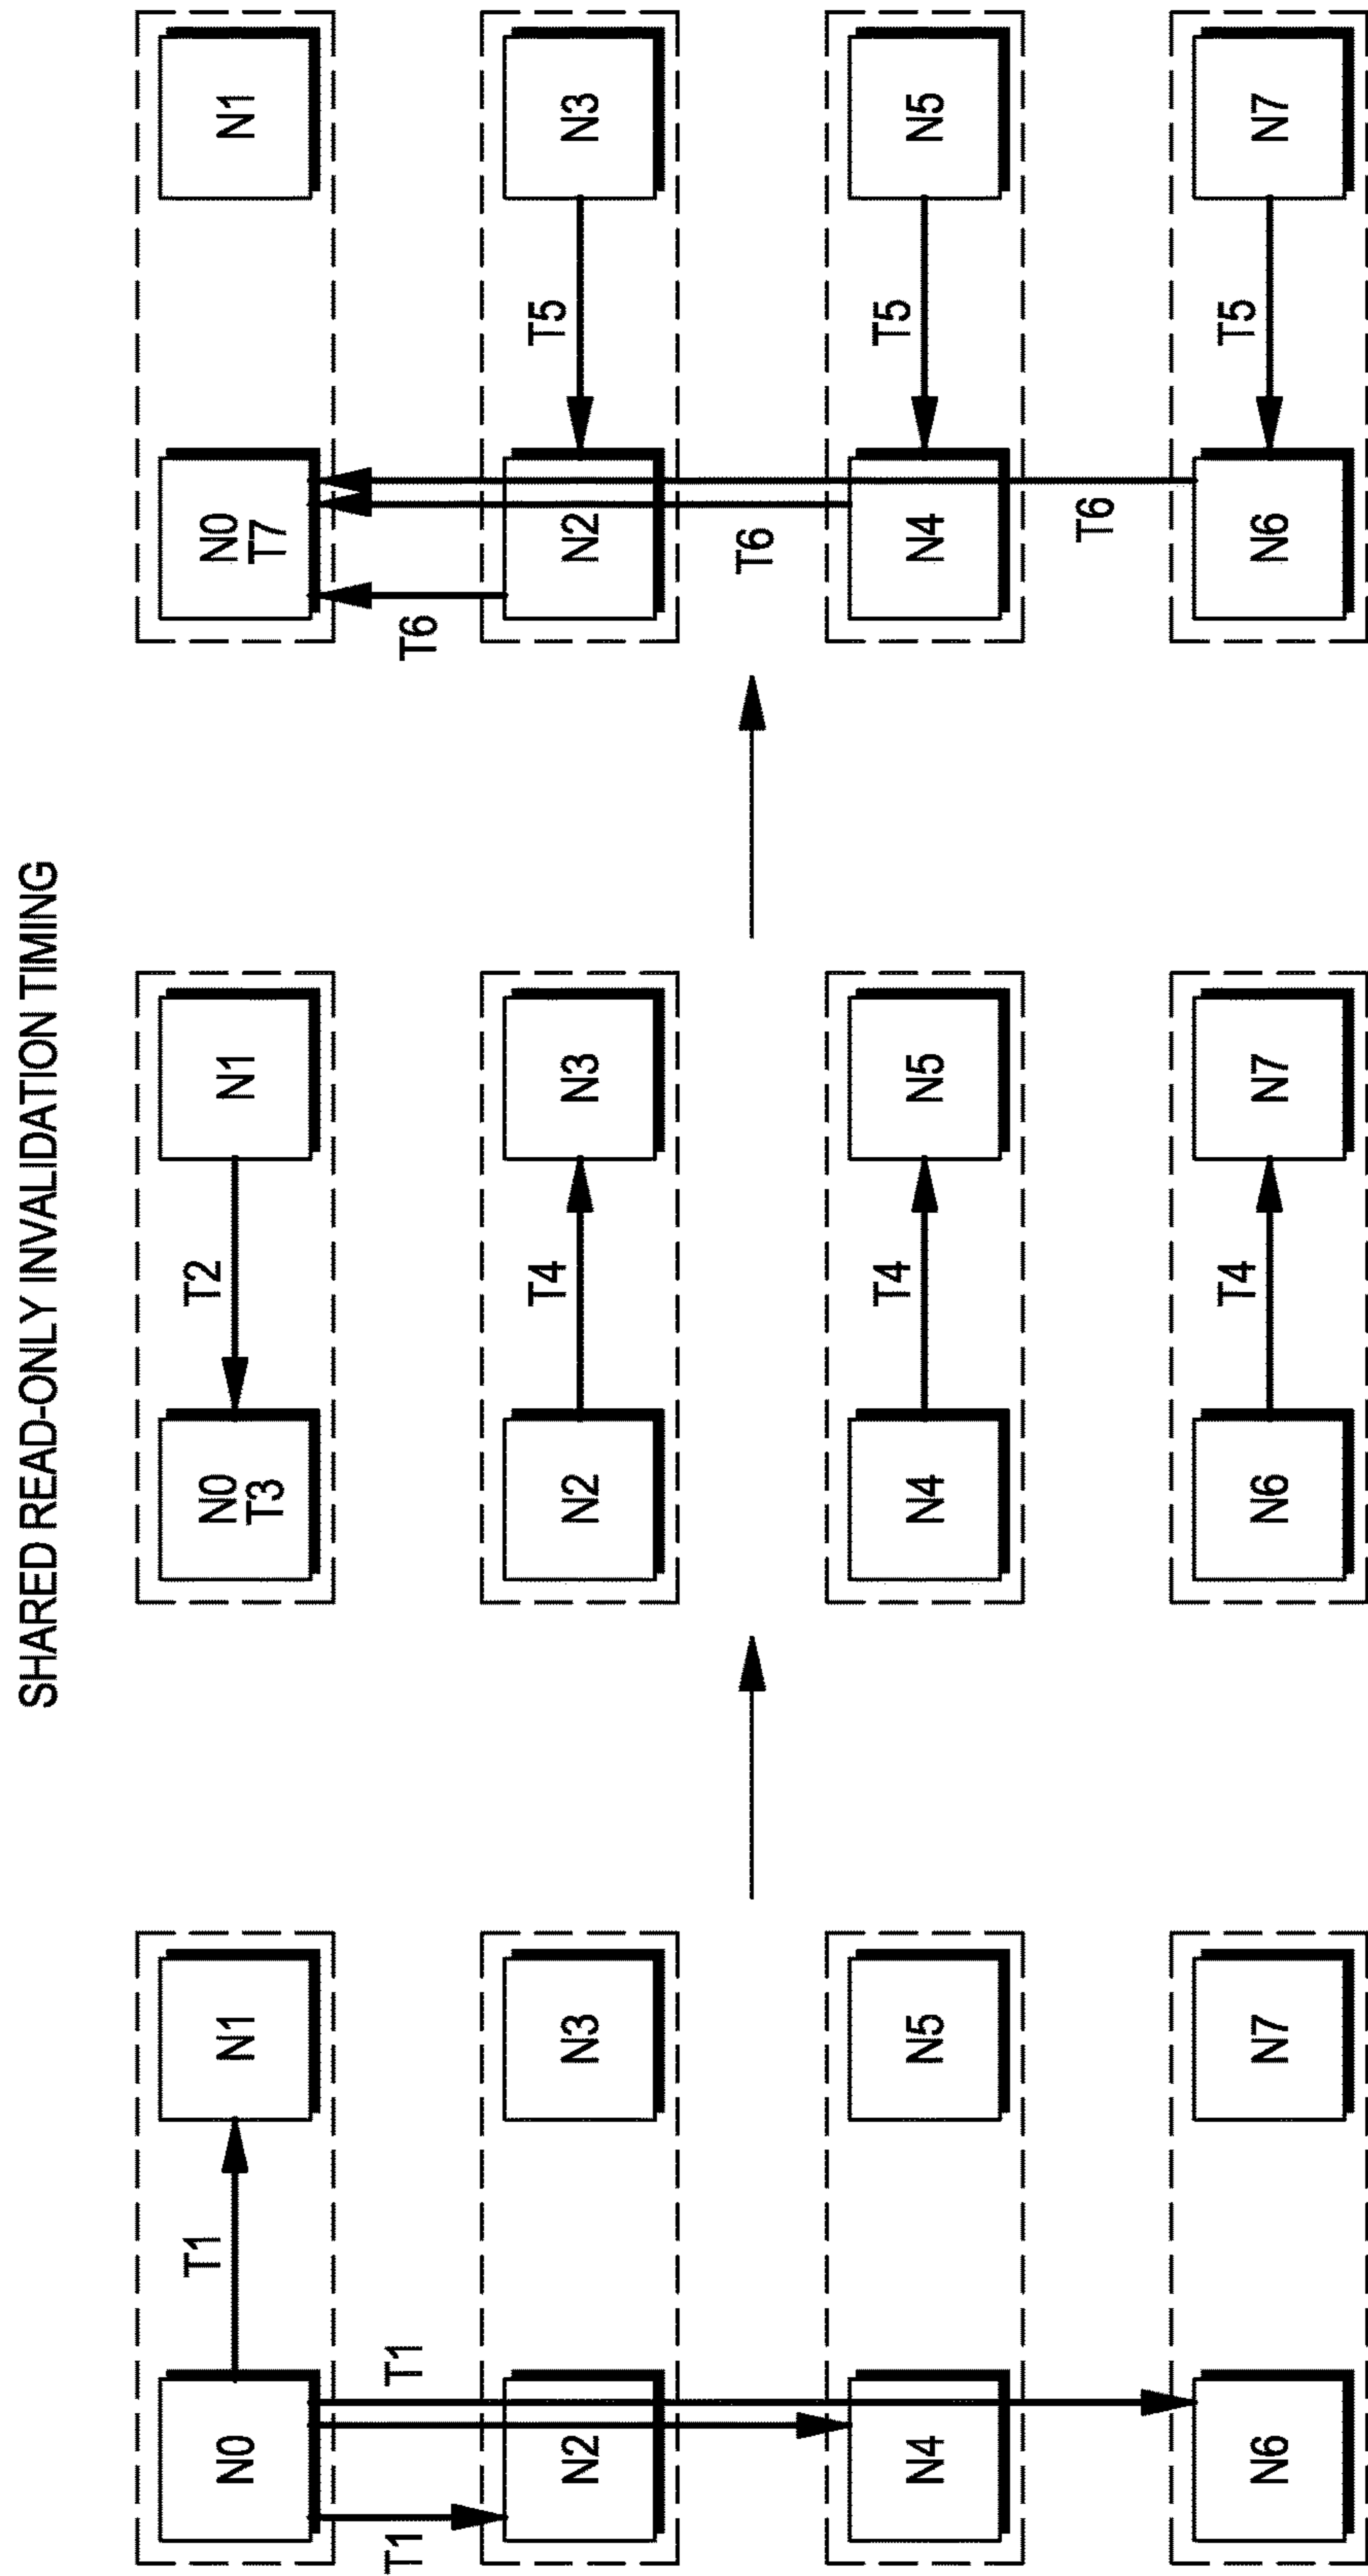 SHARED READ-ONLY INVALIDATION TIMING
N0
T1
N1
T1
T1
N2
N3
N4
N5
N6
N7
N0
T3
T2
N1
N2
T4
N3
N4
T4
N5
N6
T4
N7
N0
T7
N1
T6
N2
T5
N3
T6
N4
T5
N5
T6
N6
T5
N7